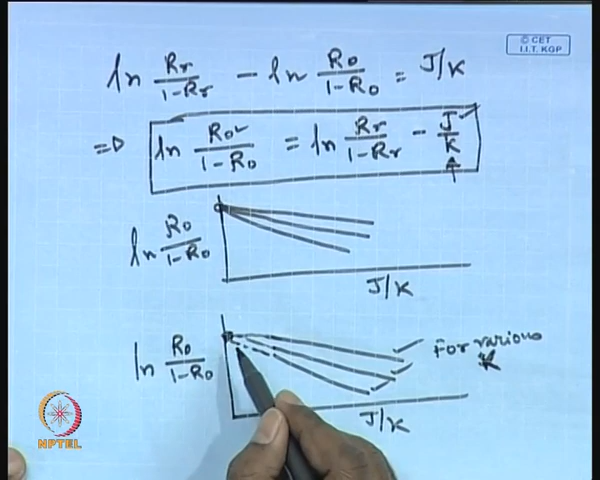 © CET
I.I.T. KGP
ln Rr/1-Rr - ln R0/1-R0 = J/K
⇒ ln R0/1-R0 = ln Rr/1-Rr - J/K
ln R0/1-R0
J/K
ln R0/1-R0
For various
K
J/K
NPTEL